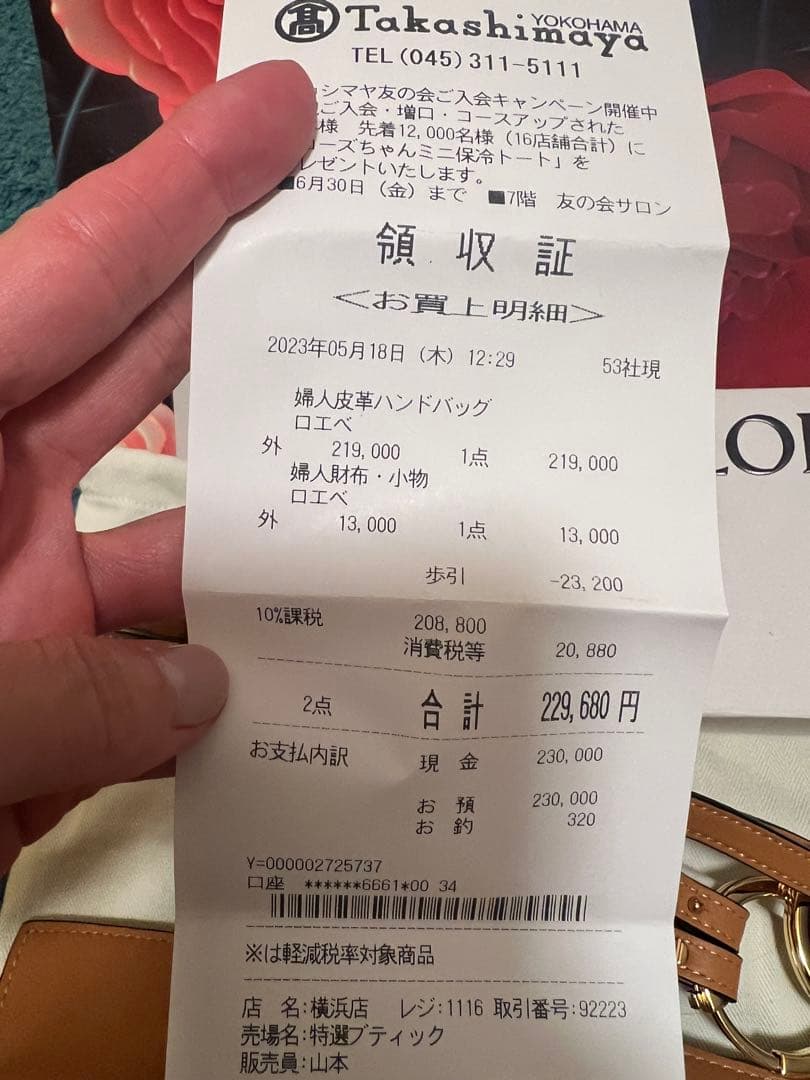 髙 Takashimaya YOKOHAMA
TEL (045) 311-5111
シマヤ友の会ご入会キャンペーン開催中
ご入会・増口・コースアップされた
様 先着12,000名様(16店舗合計)に
ーズちゃんミニ保冷トート」を
レゼントいたします。
■6月30日(金)まで ■7階 友の会サロン
領収証
<お買上明細>
2023年05月18日(木) 12:29 53社現
婦人皮革ハンドバッグ
ロエベ
外 219,000 1点 219,000
婦人財布・小物
ロエベ
外 13,000 1点 13,000
歩引 -23,200
10%課税 208,800
消費税等 20,880
2点 合計 229,680円
お支払内訳 現金 230,000
お預 230,000
お釣 320
Y=000002725737
口座 ******6661*00 34
※は軽減税率対象商品
店 名:横浜店 レジ:1116 取引番号:92223
売場名:特選ブティック
販売員:山本
LO